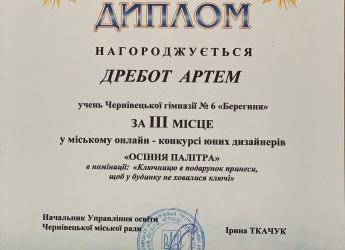 ДИПЛОМ
НАГОРОДЖУЄТЬСЯ
ДРЕБОТ АРТЕМ
учень Чернівецької гімназії № 6 «Берегиня»
ЗА ІІІ МІСЦЕ
у міському онлайн - конкурсі юних дизайнерів
«ОСІННЯ ПАЛІТРА»
в номінації: «Ключницю в подарунок принеси,
щоб у будинку не ховалися ключі»
Начальник Управління освіти
Чернівецької міської ради
Ірина ТКАЧУК